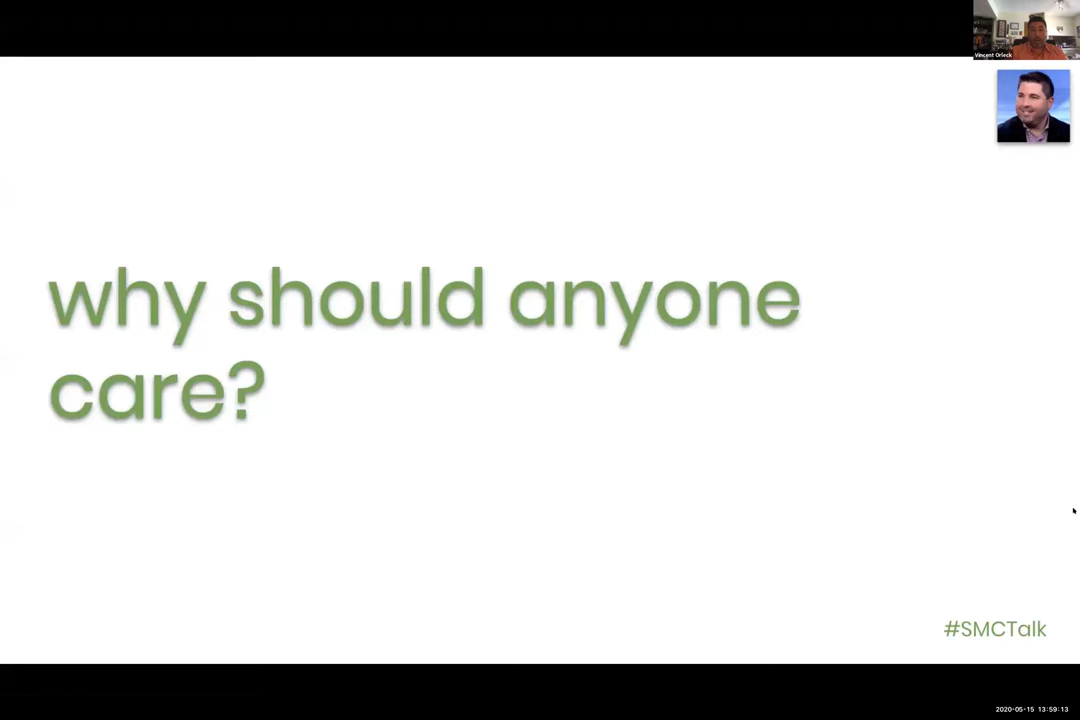 Vincent Orleck
why should anyone
care?
#SMCTalk
2020-05-15 13:59:13